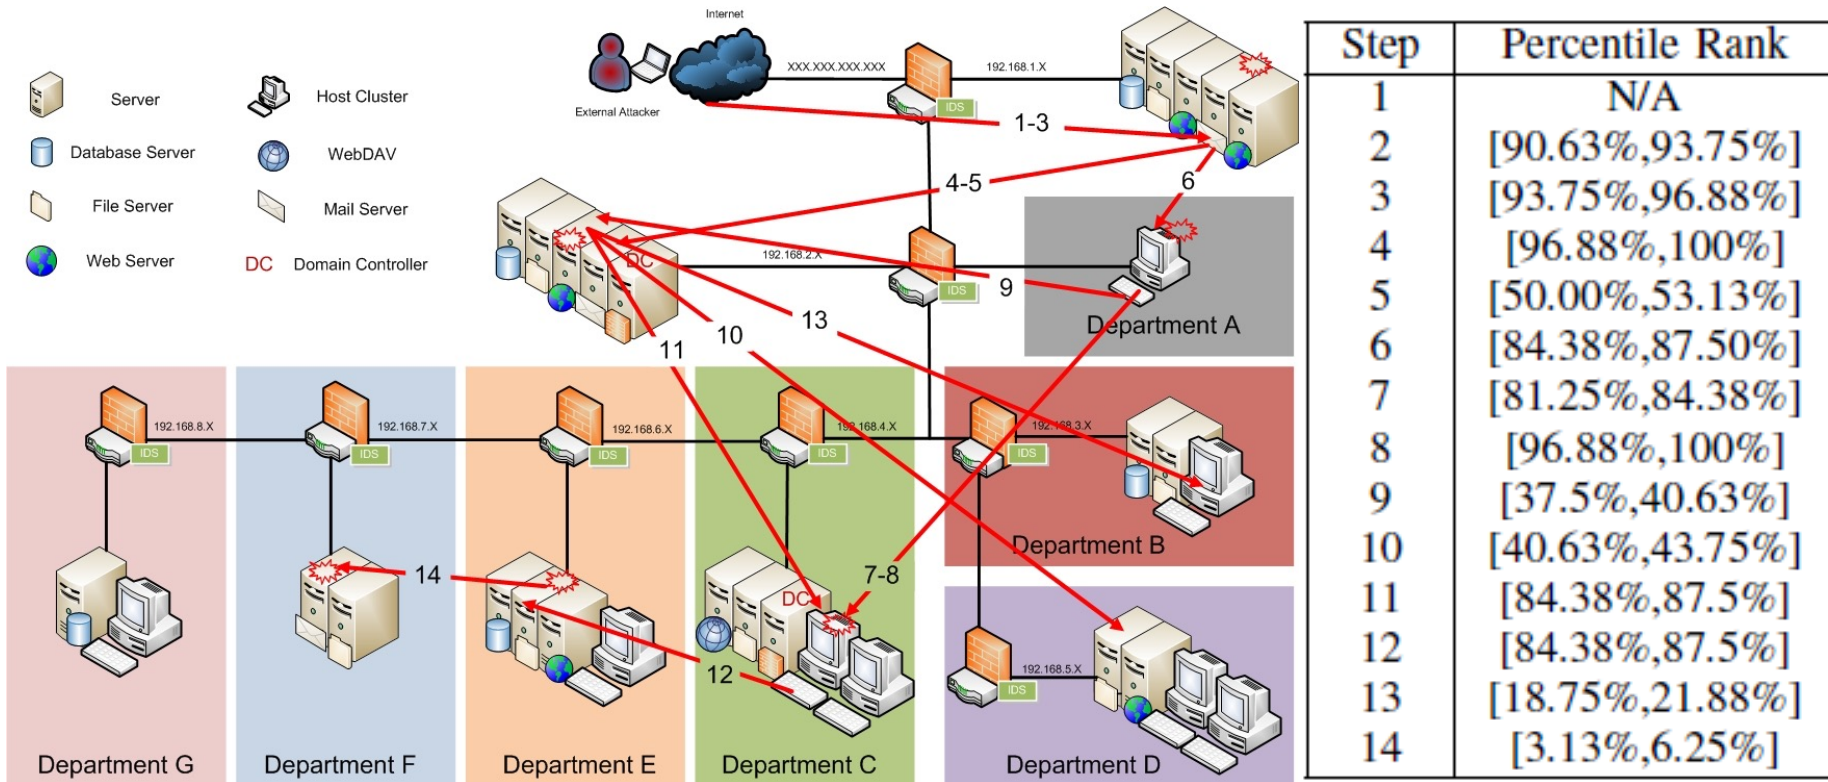 Internet
External Attacker
XXX.XXX.XXX.XXX
IDS
192.168.1.X
1-3
Server
Host Cluster
Database Server
WebDAV
File Server
Mail Server
Web Server
DC Domain Controller
4-5
6
DC
192.168.2.X
IDS
9
Department A
13
10
11
192.168.8.X
IDS
192.168.7.X
IDS
192.168.6.X
IDS
192.168.4.X
IDS
192.168.3.X
IDS
Department B
14
7-8
DC
12
192.168.5.X
IDS
Department G
Department F
Department E
Department C
Department D
Step Percentile Rank
1 N/A
2 [90.63%,93.75%]
3 [93.75%,96.88%]
4 [96.88%,100%]
5 [50.00%,53.13%]
6 [84.38%,87.50%]
7 [81.25%,84.38%]
8 [96.88%,100%]
9 [37.5%,40.63%]
10 [40.63%,43.75%]
11 [84.38%,87.5%]
12 [84.38%,87.5%]
13 [18.75%,21.88%]
14 [3.13%,6.25%]